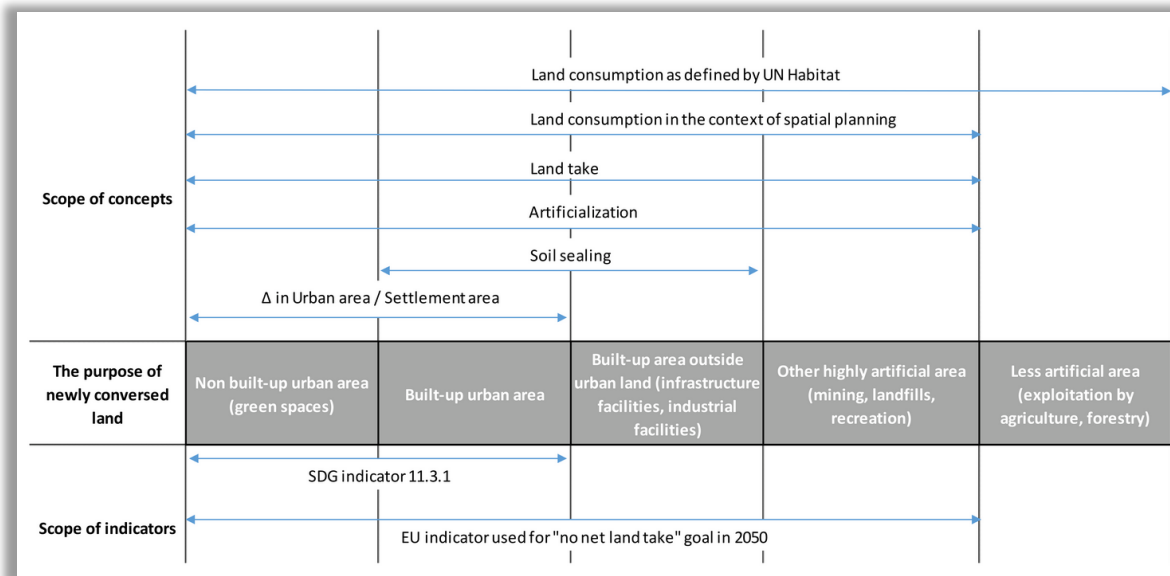 Land consumption as defined by UN Habitat
Land consumption in the context of spatial planning
Land take
Scope of concepts
Artificialization
Soil sealing
Δ in Urban area / Settlement area
The purpose of
newly conversed
land
Non built-up urban area
(green spaces)
Built-up urban area
Built-up area outside
urban land (infrastructure
facilities, industrial
facilities)
Other highly artificial area
(mining, landfills,
recreation)
Less artificial area
(exploitation by
agriculture, forestry)
SDG indicator 11.3.1
Scope of indicators
EU indicator used for "no net land take" goal in 2050